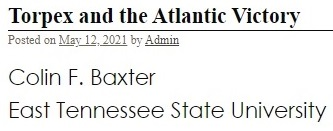 Torpex and the Atlantic Victory
Posted on May 12, 2021 by Admin
Colin F. Baxter
East Tennessee State University